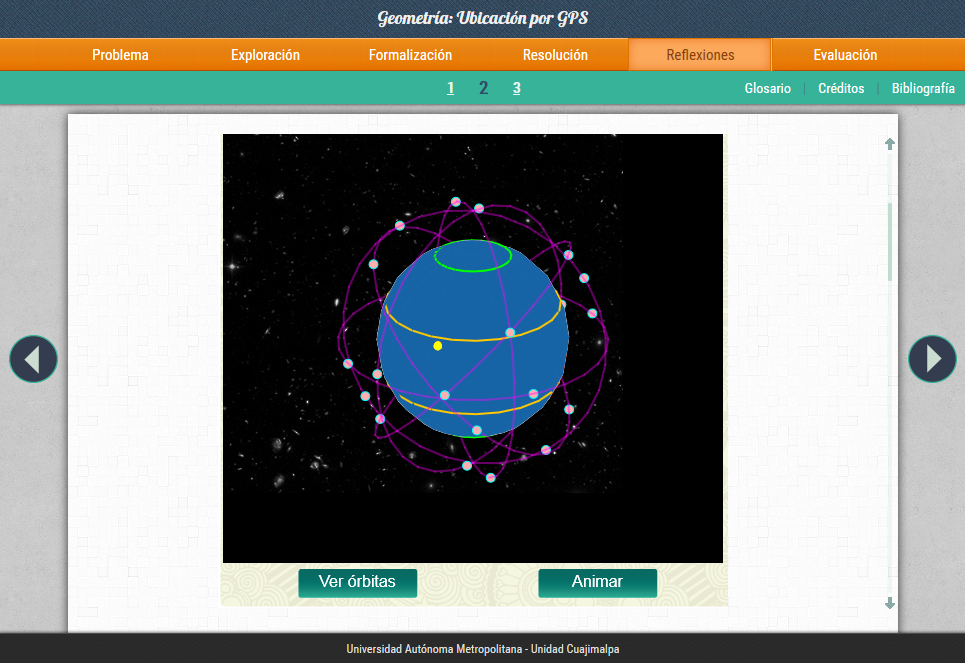 Geometría: Ubicación por GPS
Problema Exploración Formalización Resolución Reflexiones Evaluación
1 2 3 Glosario | Créditos | Bibliografía
Ver órbitas Animar
Universidad Autónoma Metropolitana - Unidad Cuajimalpa